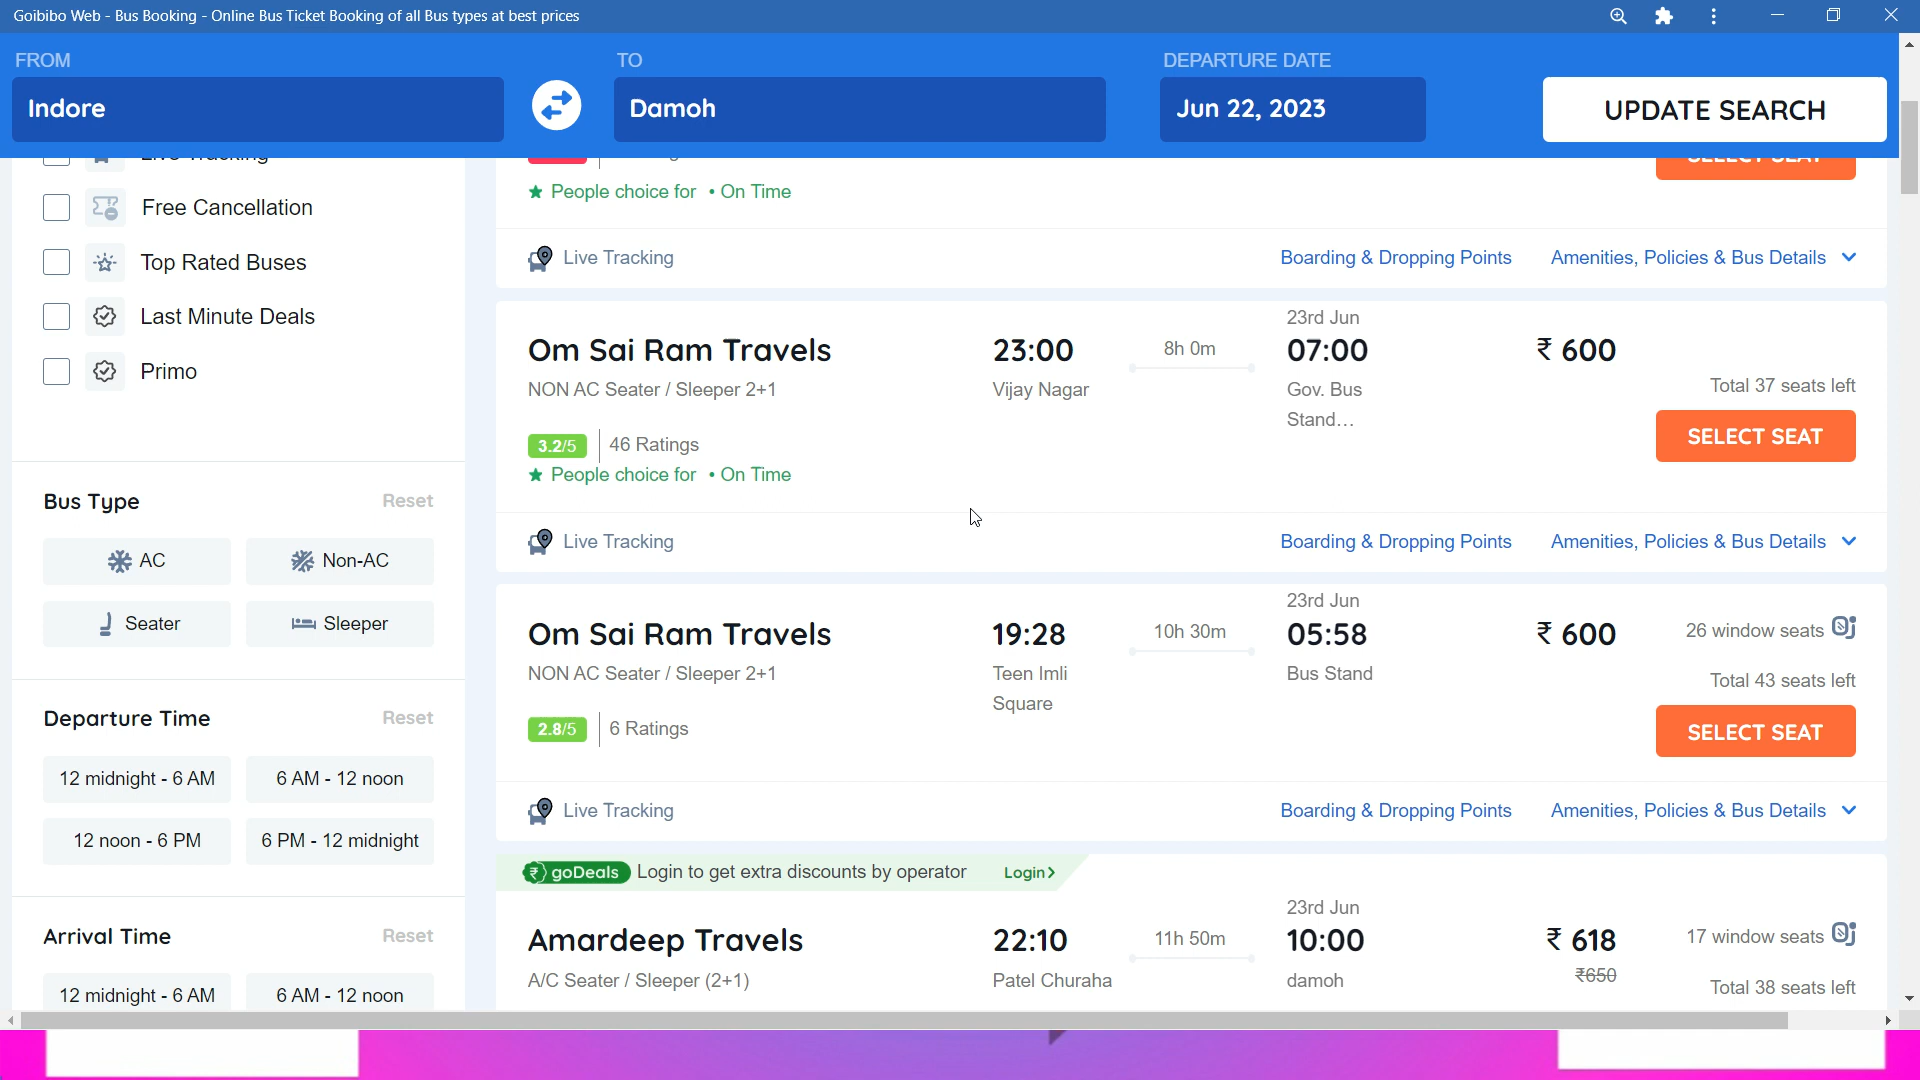 Goibibo Web - Bus Booking - Online Bus Ticket Booking of all Bus types at best prices
FROM
TO
DEPARTURE DATE
Indore
Damoh
Jun 22, 2023
UPDATE SEARCH
Free Cancellation
Top Rated Buses
Last Minute Deals
Primo
Bus Type
Reset
AC
Non-AC
Seater
Sleeper
Departure Time
Reset
12 midnight - 6 AM
6 AM - 12 noon
12 noon - 6 PM
6 PM - 12 midnight
Arrival Time
Reset
12 midnight - 6 AM
6 AM - 12 noon
★ People choice for • On Time
Live Tracking
Boarding & Dropping Points
Amenities, Policies & Bus Details
Om Sai Ram Travels
NON AC Seater / Sleeper 2+1
3.2/5
46 Ratings
★ People choice for • On Time
23:00
Vijay Nagar
8h 0m
23rd Jun
07:00
Gov. Bus
Stand...
₹ 600
Total 37 seats left
SELECT SEAT
Live Tracking
Boarding & Dropping Points
Amenities, Policies & Bus Details
Om Sai Ram Travels
NON AC Seater / Sleeper 2+1
2.8/5
6 Ratings
19:28
Teen Imli
Square
10h 30m
23rd Jun
05:58
Bus Stand
₹ 600
26 window seats
Total 43 seats left
SELECT SEAT
Live Tracking
Boarding & Dropping Points
Amenities, Policies & Bus Details
goDeals
Login to get extra discounts by operator
Login
Amardeep Travels
A/C Seater / Sleeper (2+1)
22:10
Patel Churaha
11h 50m
23rd Jun
10:00
damoh
₹ 618
₹650
17 window seats
Total 38 seats left